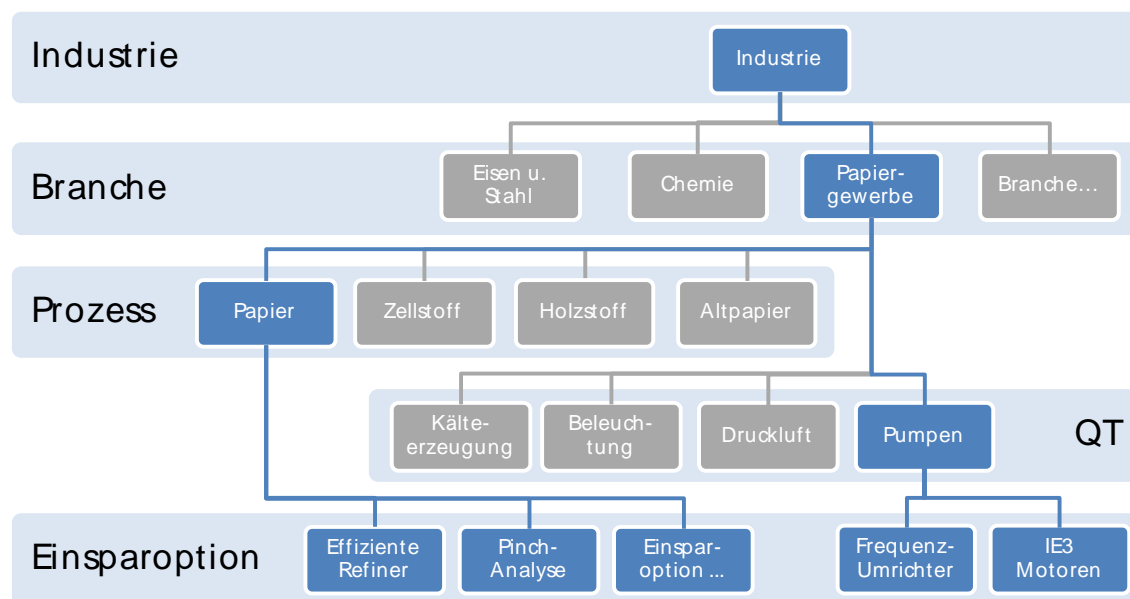 Industrie
Industrie
Branche
Eisen u.
Stahl
Chemie
Papier-
gewerbe
Branche…
Prozess
Papier
Zellstoff
Holzstoff
Altpapier
Kälte-
erzeugung
Beleuch-
tung
Druckluft
Pumpen
QT
Einsparoption
Effiziente
Refiner
Pinch-
Analyse
Einspar-
option ...
Frequenz-
Umrichter
IE3
Motoren